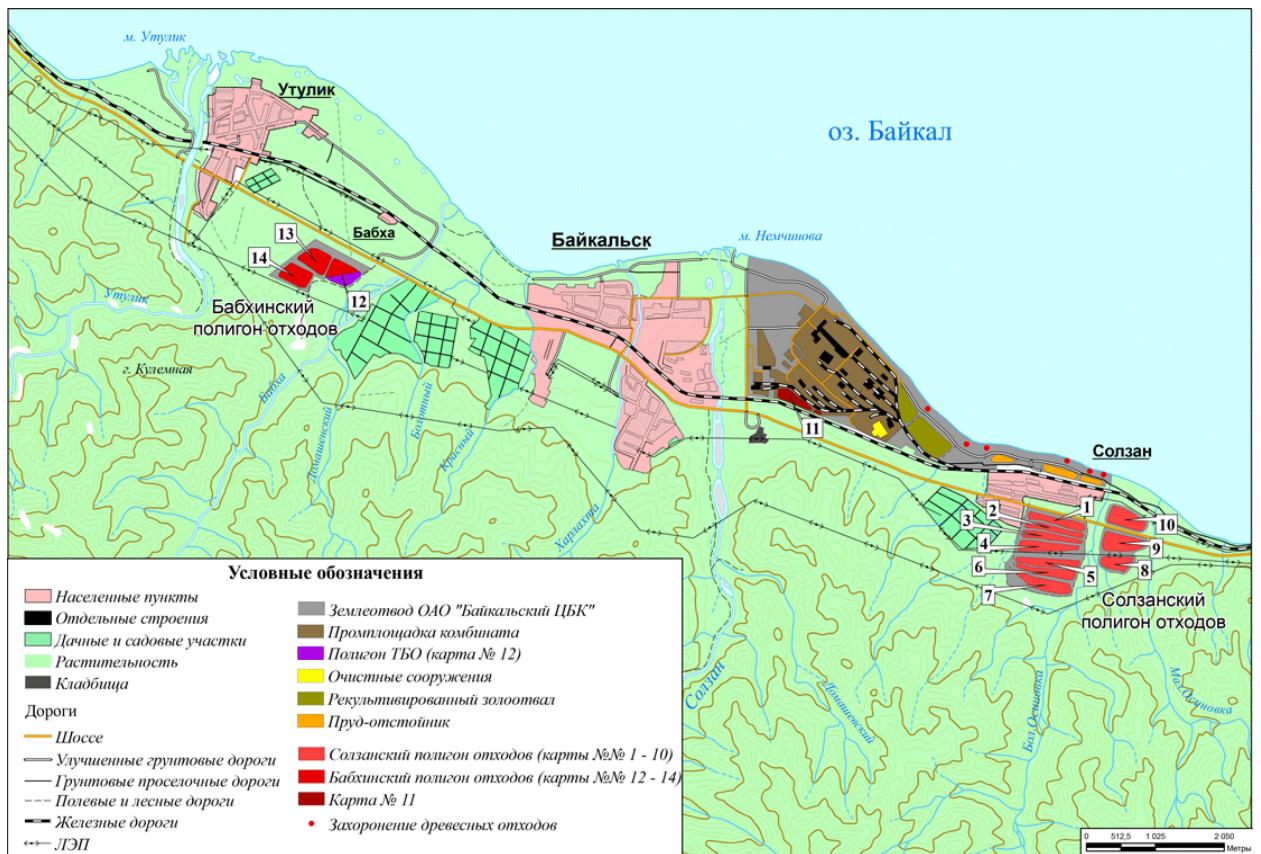 м. Утулик
Утулик
оз. Байкал
Байкальск
м. Немчинова
Бабха
13
14
12
Утулик
Бабхинский
полигон отходов
г. Кулемная
Бабха
Домашенский
Болотный
Красный
Харлахта
11
Солзан
1
2
3
4
5
6
7
8
9
10
Солзанский
полигон отходов
Солзан
Домашевский
Бол.Осиновка
Мал.Осиновка
Условные обозначения
Населенные пункты
Отдельные строения
Дачные и садовые участки
Растительность
Кладбища
Дороги
Шоссе
Улучшенные грунтовые дороги
Грунтовые проселочные дороги
Полевые и лесные дороги
Железные дороги
ЛЭП
Землеотвод ОАО "Байкальский ЦБК"
Промплощадка комбината
Полигон ТБО (карта № 12)
Очистные сооружения
Рекультивированный золоотвал
Пруд-отстойник
Солзанский полигон отходов (карты №№ 1 - 10)
Бабхинский полигон отходов (карты №№ 12 - 14)
Карта № 11
Захоронение древесных отходов
0 512,5 1 025 2 050
Метры